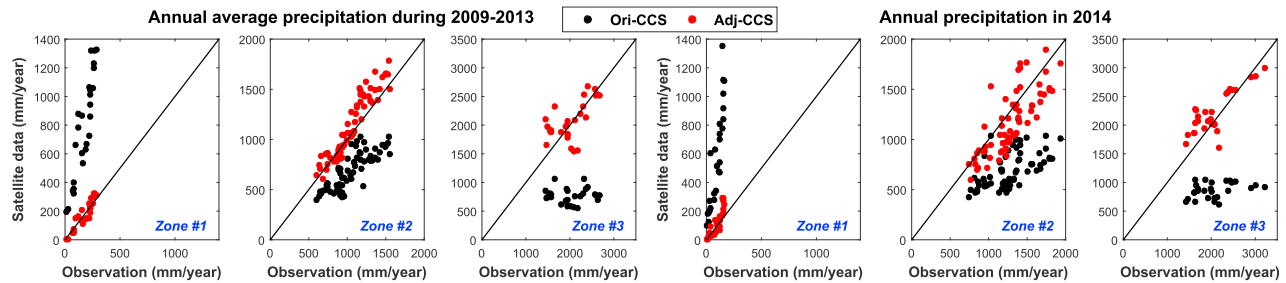 Annual average precipitation during 2009-2013
Ori-CCS Adj-CCS
Annual precipitation in 2014
Satellite data (mm/year)
1400
1200
1000
800
600
400
200
0
0 500 1000
Zone #1
Observation (mm/year)
2000
1500
1000
500
0
0 500 1000 1500 2000
Zone #2
Observation (mm/year)
3500
3000
2500
2000
1500
1000
500
0
0 1000 2000 3000
Zone #3
Observation (mm/year)
Satellite data (mm/year)
1400
1200
1000
800
600
400
200
0
0 500 1000
Zone #1
Observation (mm/year)
2000
1500
1000
500
0
0 500 1000 1500 2000
Zone #2
Observation (mm/year)
3500
3000
2500
2000
1500
1000
500
0
0 1000 2000 3000
Zone #3
Observation (mm/year)